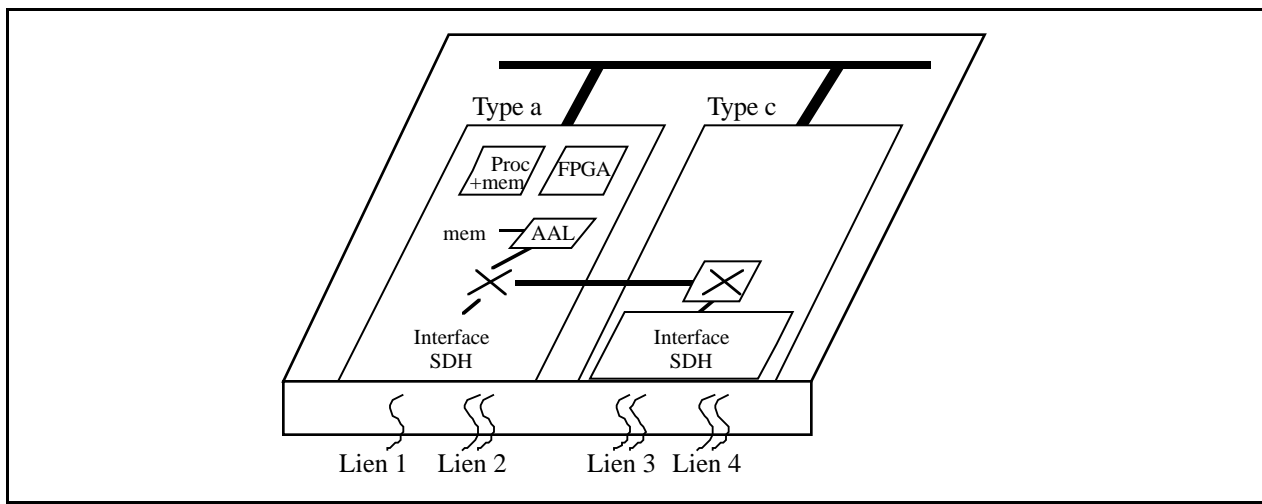 Type a
Type c
Proc
+mem
FPGA
mem
AAL
Interface
SDH
Interface
SDH
Lien 1
Lien 2
Lien 3
Lien 4